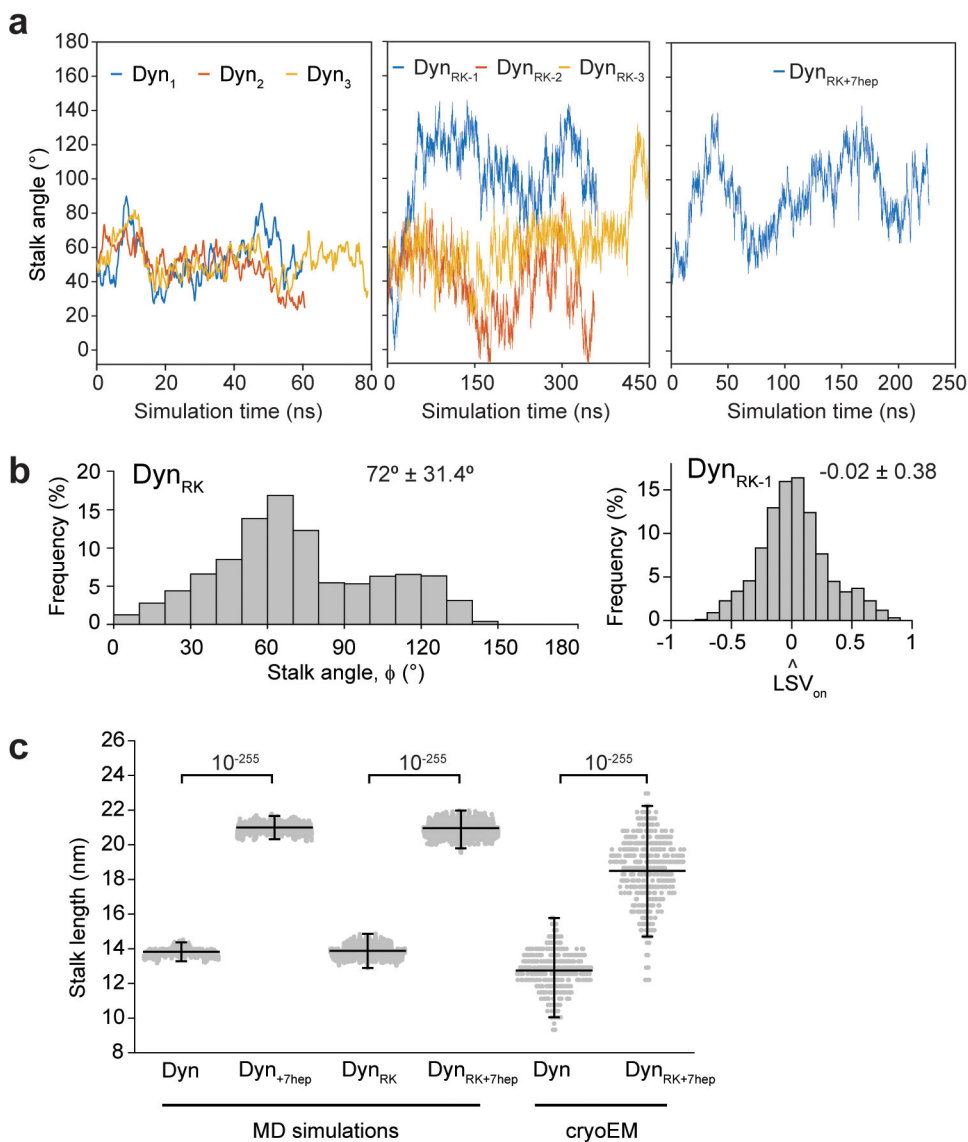 a
180
160
140
120
100
80
60
40
20
0
Stalk angle (°)
Dyn1 Dyn2 Dyn3
0 20 40 60 80
Simulation time (ns)
DynRK-1 DynRK-2 DynRK-3
0 150 300 450
Simulation time (ns)
DynRK+7hep
0 50 100 150 200 250
Simulation time (ns)
b
20
15
10
5
0
Frequency (%)
DynRK 72º ± 31.4º
0 30 60 90 120 150 180
Stalk angle, ϕ (°)
15
10
5
0
Frequency (%)
DynRK-1 -0.02 ± 0.38
-1 -0.5 0 0.5 1
^
LSVon
c
26
24
22
20
18
16
14
12
10
8
Stalk length (nm)
10-255 10-255 10-255
Dyn Dyn+7hep DynRK DynRK+7hep Dyn DynRK+7hep
MD simulations cryoEM